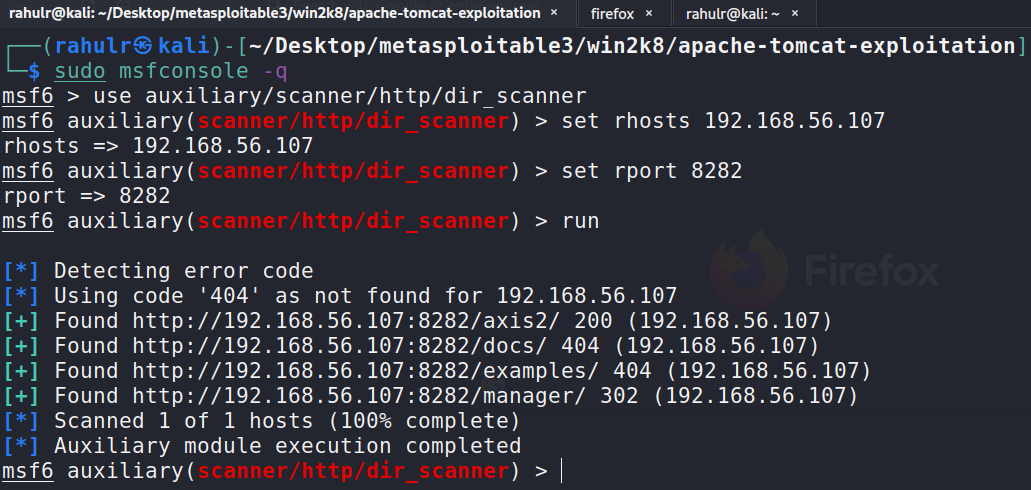 rahulr@kali: ~/Desktop/metasploitable3/win2k8/apache-tomcat-exploitation × firefox × rahulr@kali: ~ ×
┌──(rahulr㉿kali)-[~/Desktop/metasploitable3/win2k8/apache-tomcat-exploitation]
└─$ sudo msfconsole -q
msf6 > use auxiliary/scanner/http/dir_scanner
msf6 auxiliary(scanner/http/dir_scanner) > set rhosts 192.168.56.107
rhosts => 192.168.56.107
msf6 auxiliary(scanner/http/dir_scanner) > set rport 8282
rport => 8282
msf6 auxiliary(scanner/http/dir_scanner) > run
[*] Detecting error code
Firefox
[*] Using code '404' as not found for 192.168.56.107
[+] Found http://192.168.56.107:8282/axis2/ 200 (192.168.56.107)
[+] Found http://192.168.56.107:8282/docs/ 404 (192.168.56.107)
[+] Found http://192.168.56.107:8282/examples/ 404 (192.168.56.107)
[+] Found http://192.168.56.107:8282/manager/ 302 (192.168.56.107)
[*] Scanned 1 of 1 hosts (100% complete)
[*] Auxiliary module execution completed
msf6 auxiliary(scanner/http/dir_scanner) >